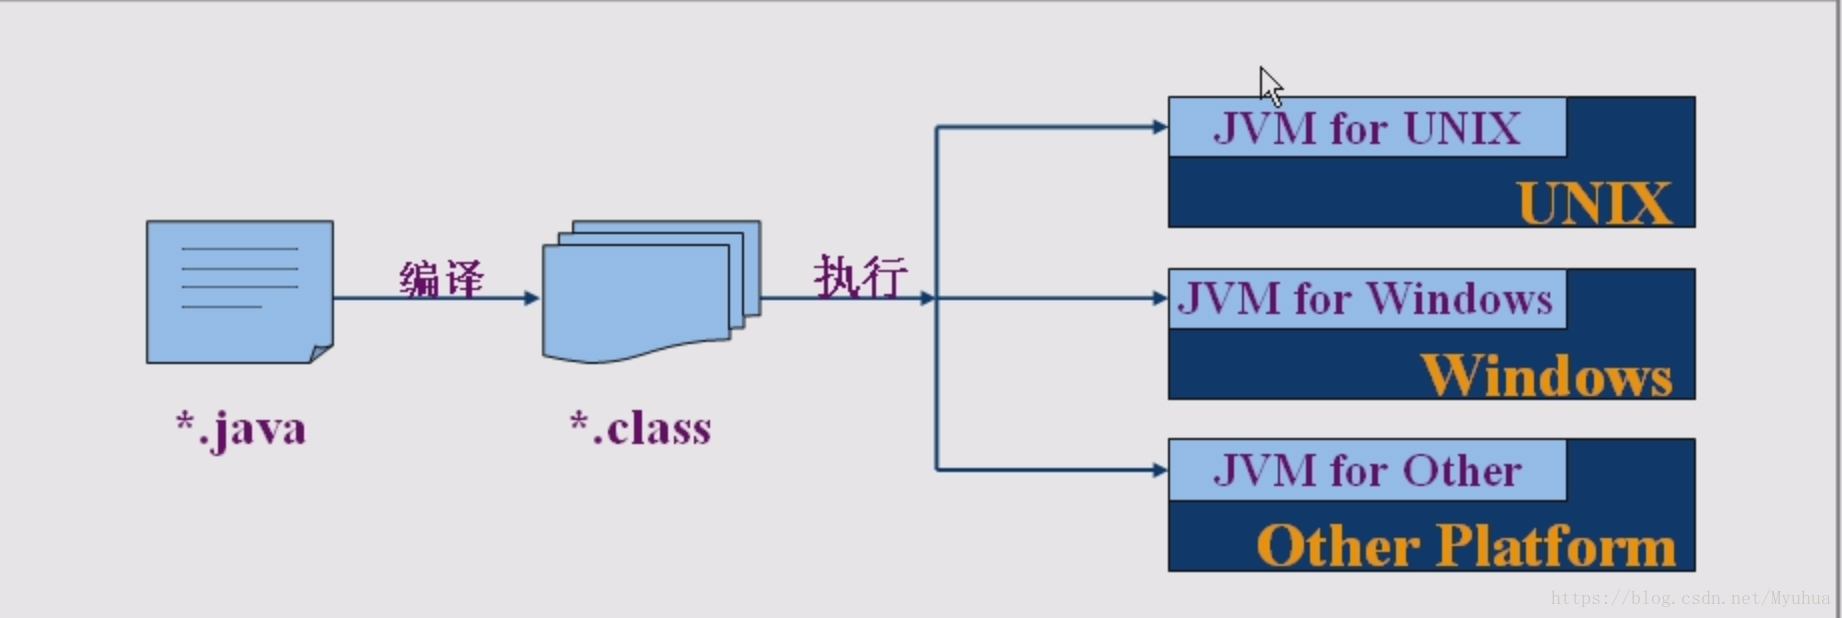 编译
*.java
*.class
执行
JVM for UNIX
UNIX
JVM for Windows
Windows
JVM for Other
Other Platform
https://blog.csdn.net/Myuhua